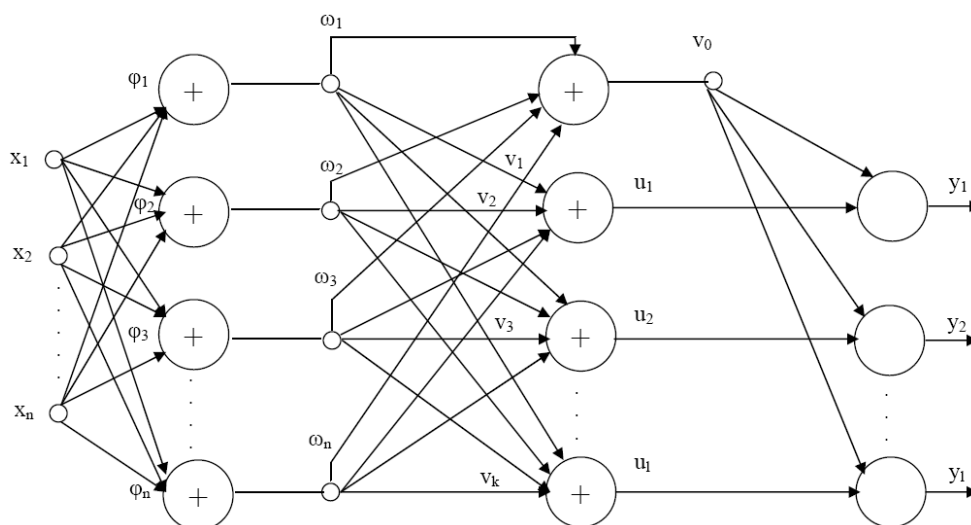 ω1
v0
φ1
+
+
x1
ω2
v1
u1
y1
φ2
+
v2
+
x2
ω3
φ3
+
v3
+
u2
y2
xn
ωn
φn
+
vk
+
ul
yl